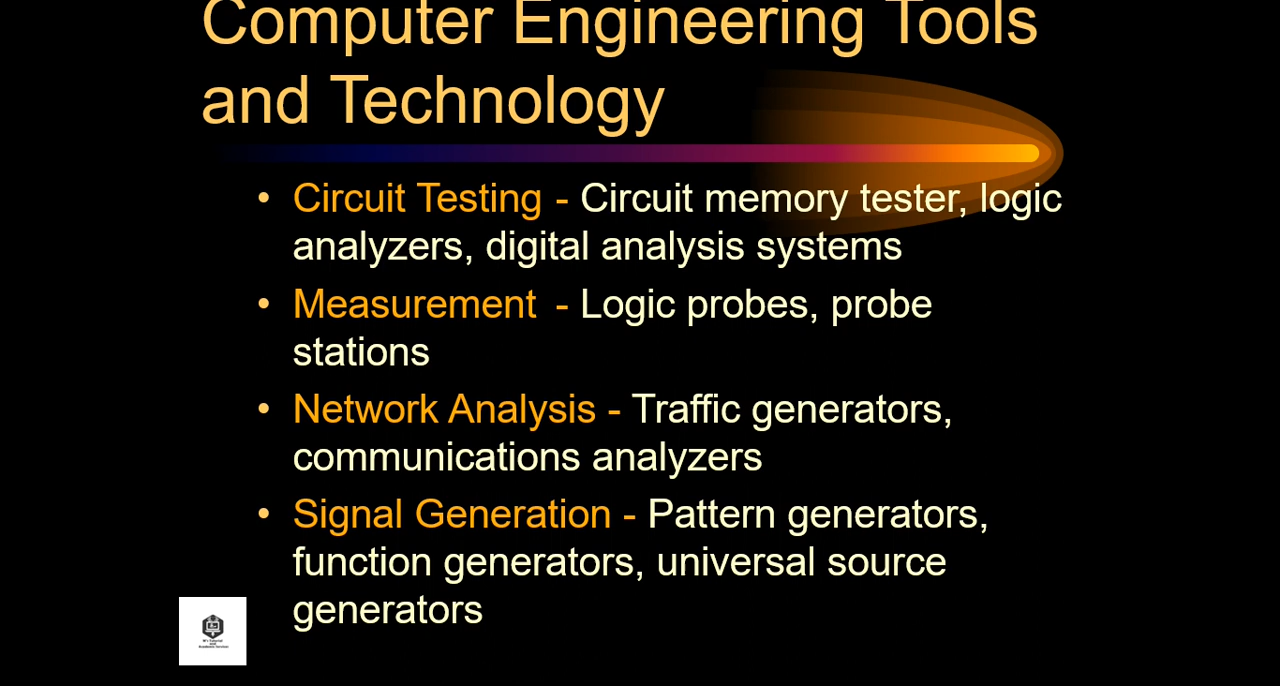 Computer Engineering Tools
and Technology
• Circuit Testing - Circuit memory tester, logic
analyzers, digital analysis systems
• Measurement - Logic probes, probe
stations
• Network Analysis - Traffic generators,
communications analyzers
• Signal Generation - Pattern generators,
function generators, universal source
generators